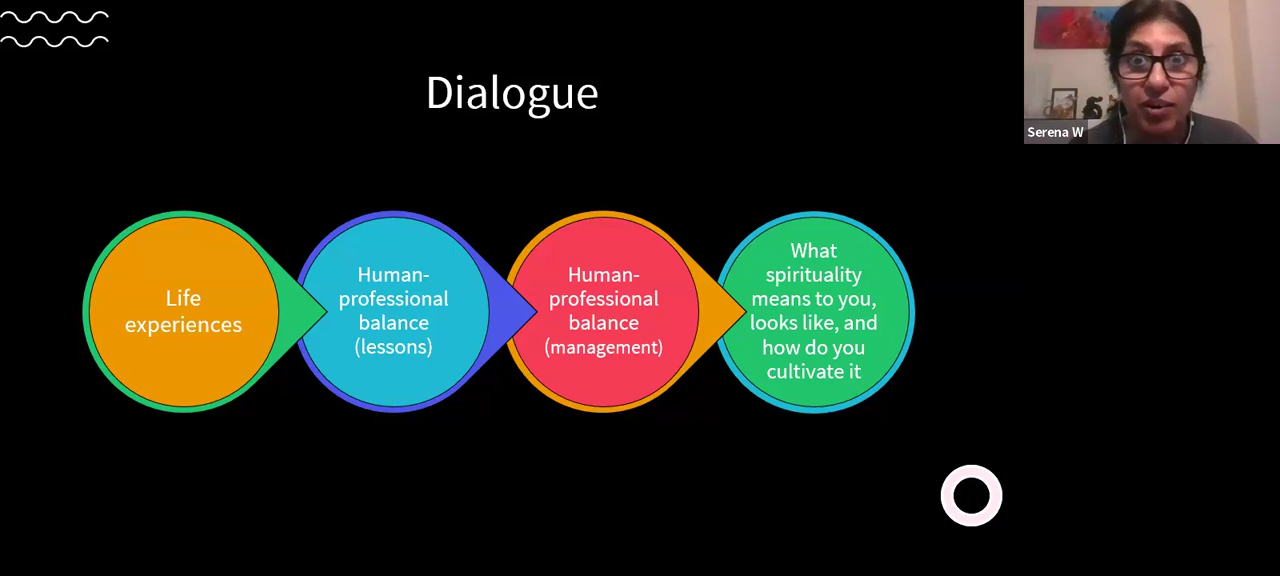 Dialogue
Serena W
Life
experiences
Human-
professional
balance
(lessons)
Human-
professional
balance
(management)
What
spirituality
means to you,
looks like, and
how do you
cultivate it